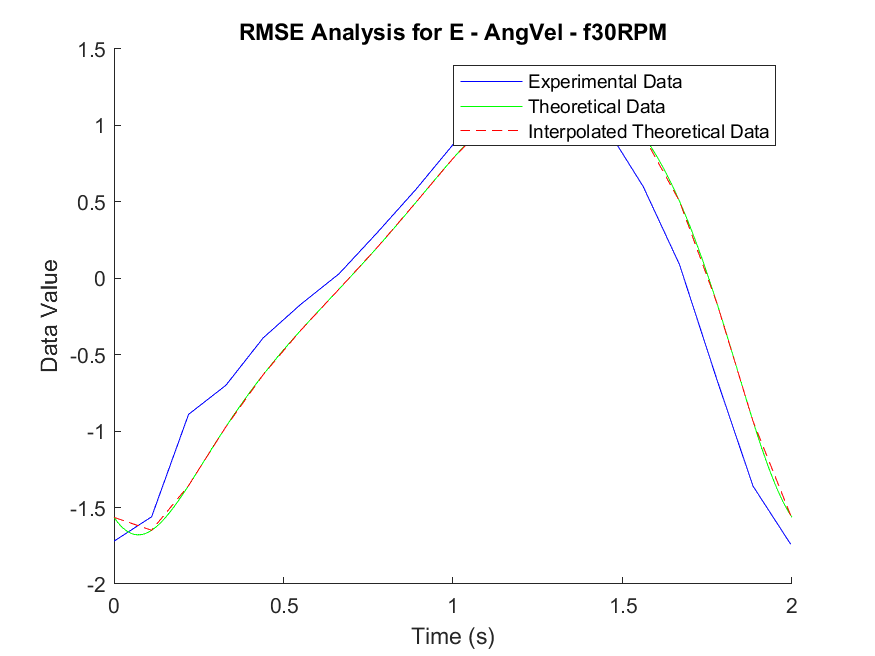 RMSE Analysis for E - AngVel - f30RPM
Experimental Data
Theoretical Data
Interpolated Theoretical Data
Data Value
1.5
1
0.5
0
-0.5
-1
-1.5
-2
0
0.5
1
1.5
2
Time (s)